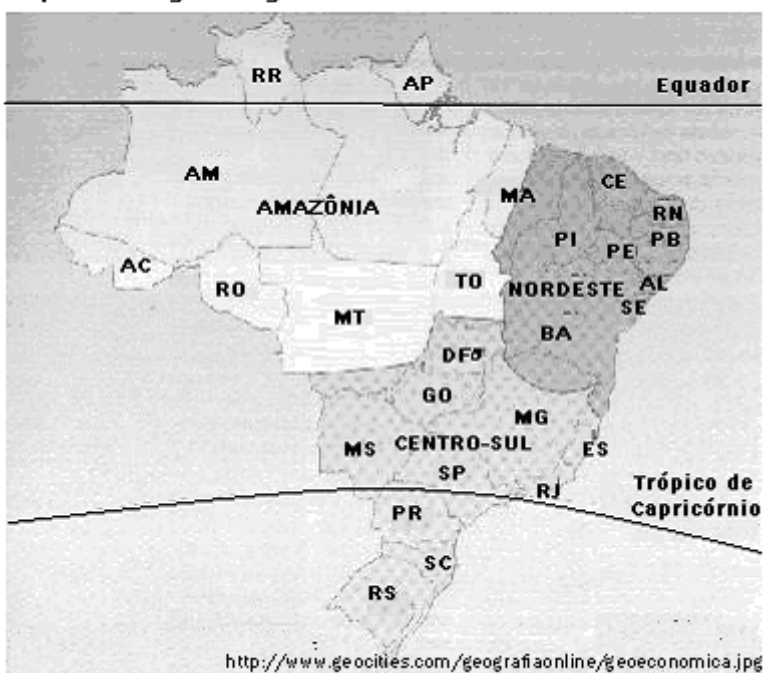 RR
AP
Equador
AM
AMAZÔNIA
MA
CE
RN
PI
PE
PB
AC
RO
MT
TO
NORDESTE
AL
SE
BA
DF
GO
MG
MS
CENTRO-SUL
ES
SP
RJ
Trópico de
Capricórnio
PR
SC
RS
http://www.geocities.com/geografiaonline/geoeconomica.jpg